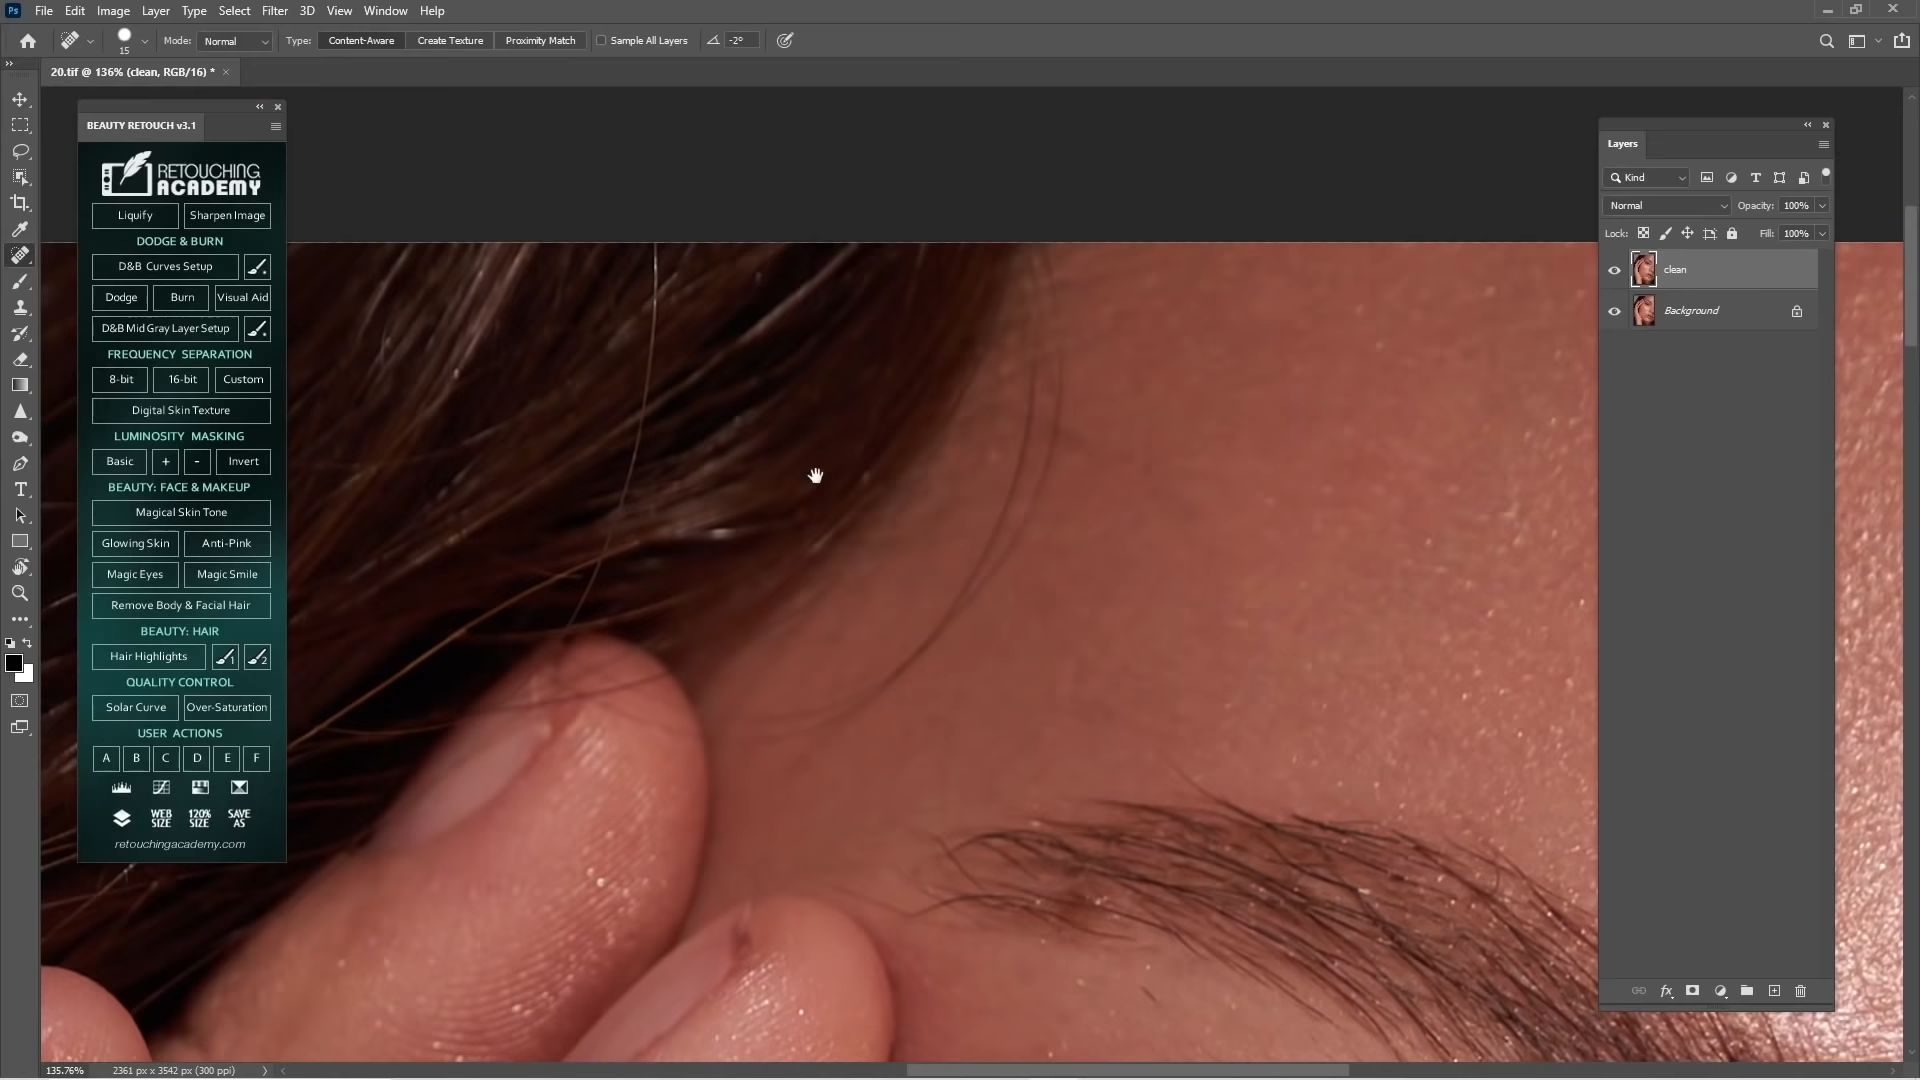 Ps File Edit Image Layer Type Select Filter 3D View Window Help
15 Mode: Normal Type: Content-Aware Create Texture Proximity Match Sample All Layers -2°
20.tif @ 136% (clean, RGB/16) *
BEAUTY RETOUCH v3.1
RETOUCHING
ACADEMY
Liquify Sharpen Image
DODGE & BURN
D&B Curves Setup
Dodge Burn Visual Aid
D&B Mid Gray Layer Setup
FREQUENCY SEPARATION
8-bit 16-bit Custom
Digital Skin Texture
LUMINOSITY MASKING
Basic + - Invert
BEAUTY: FACE & MAKEUP
Magical Skin Tone
Glowing Skin Anti-Pink
Magic Eyes Magic Smile
Remove Body & Facial Hair
BEAUTY: HAIR
Hair Highlights 1 2
QUALITY CONTROL
Solar Curve Over-Saturation
USER ACTIONS
A B C D E F
WEB SIZE 120% SIZE SAVE AS
retouchingacademy.com
Layers
Kind
Normal Opacity: 100%
Lock: Fill: 100%
clean
Background
fx
135.76% 2361 px x 3542 px (300 ppi)